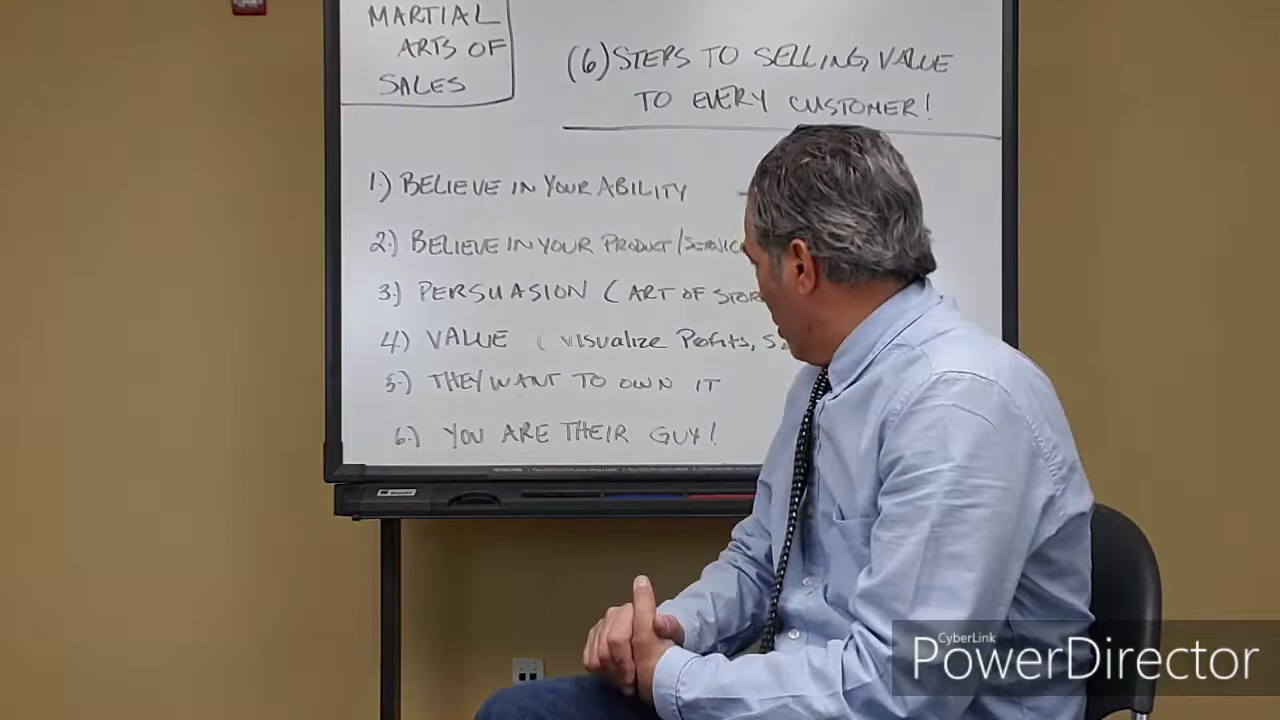 MARTIAL
ARTS OF
SALES
(6) STEPS TO SELLING VALUE
TO EVERY CUSTOMER!
1.) BELIEVE IN YOUR ABILITY
2.) BELIEVE IN YOUR PRODUCT/
3.) PERSUASION (ART OF
4.) VALUE (visualize Profits,
5.) THEY WANT TO OWN IT
6.) YOU ARE THEIR GUY!
CyberLink
PowerDirector